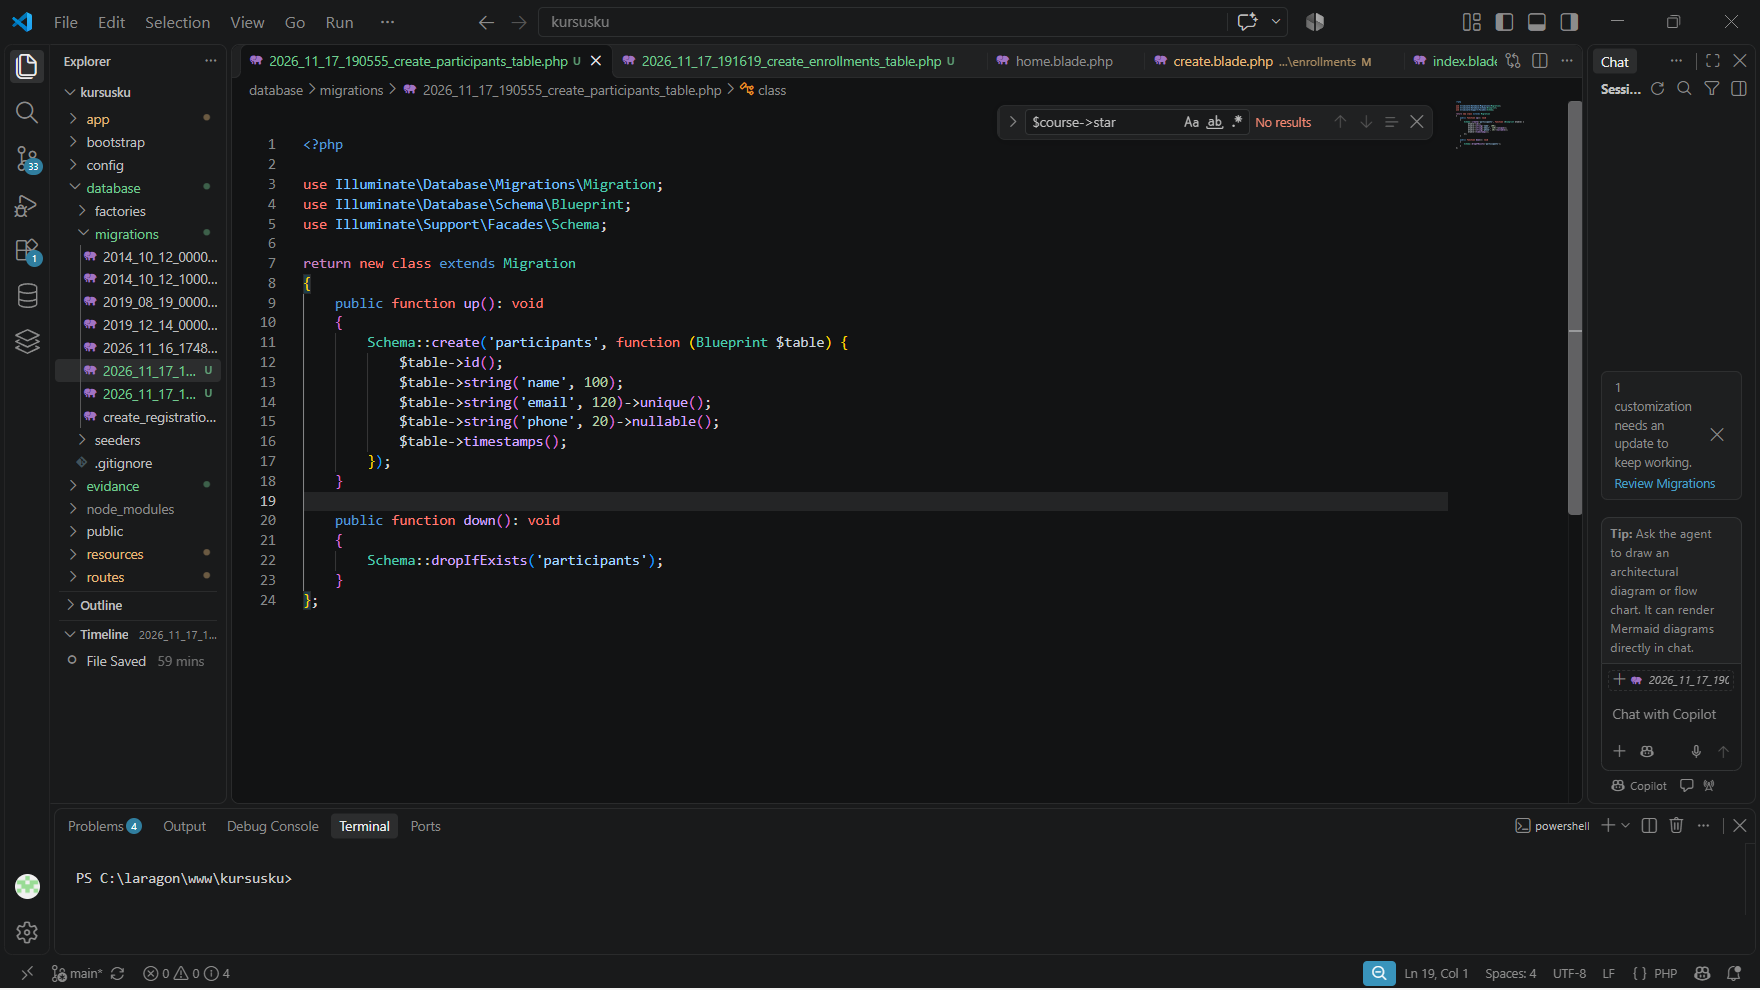 File Edit Selection View Go Run ···
kursusku
Explorer ···
kursusku
app
bootstrap
config
database
factories
migrations
2014_10_12_0000...
2014_10_12_1000...
2019_08_19_0000...
2019_12_14_0000...
2026_11_16_1748...
2026_11_17_1... U
2026_11_17_1... U
create_registratio...
seeders
.gitignore
evidance
node_modules
public
resources
routes
Outline
Timeline 2026_11_17_1...
File Saved 59 mins
33
1
2026_11_17_190555_create_participants_table.php U
2026_11_17_191619_create_enrollments_table.php U
home.blade.php
create.blade.php ...\enrollments M
index.blade
database > migrations > 2026_11_17_190555_create_participants_table.php > class
$course->star Aa ab .* No results
1 <?php
2
3 use Illuminate\Database\Migrations\Migration;
4 use Illuminate\Database\Schema\Blueprint;
5 use Illuminate\Support\Facades\Schema;
6
7 return new class extends Migration
8 {
9 public function up(): void
10 {
11 Schema::create('participants', function (Blueprint $table) {
12 $table->id();
13 $table->string('name', 100);
14 $table->string('email', 120)->unique();
15 $table->string('phone', 20)->nullable();
16 $table->timestamps();
17 });
18 }
19
20 public function down(): void
21 {
22 Schema::dropIfExists('participants');
23 }
24 };
Chat ···
Sessi...
1
customization
needs an
update to
keep working.
Review Migrations
Tip: Ask the agent
to draw an
architectural
diagram or flow
chart. It can render
Mermaid diagrams
directly in chat.
2026_11_17_190
Chat with Copilot
Copilot
Problems 4 Output Debug Console Terminal Ports
powershell
PS C:\laragon\www\kursusku>
main* 0 0 4
Ln 19, Col 1 Spaces: 4 UTF-8 LF { } PHP